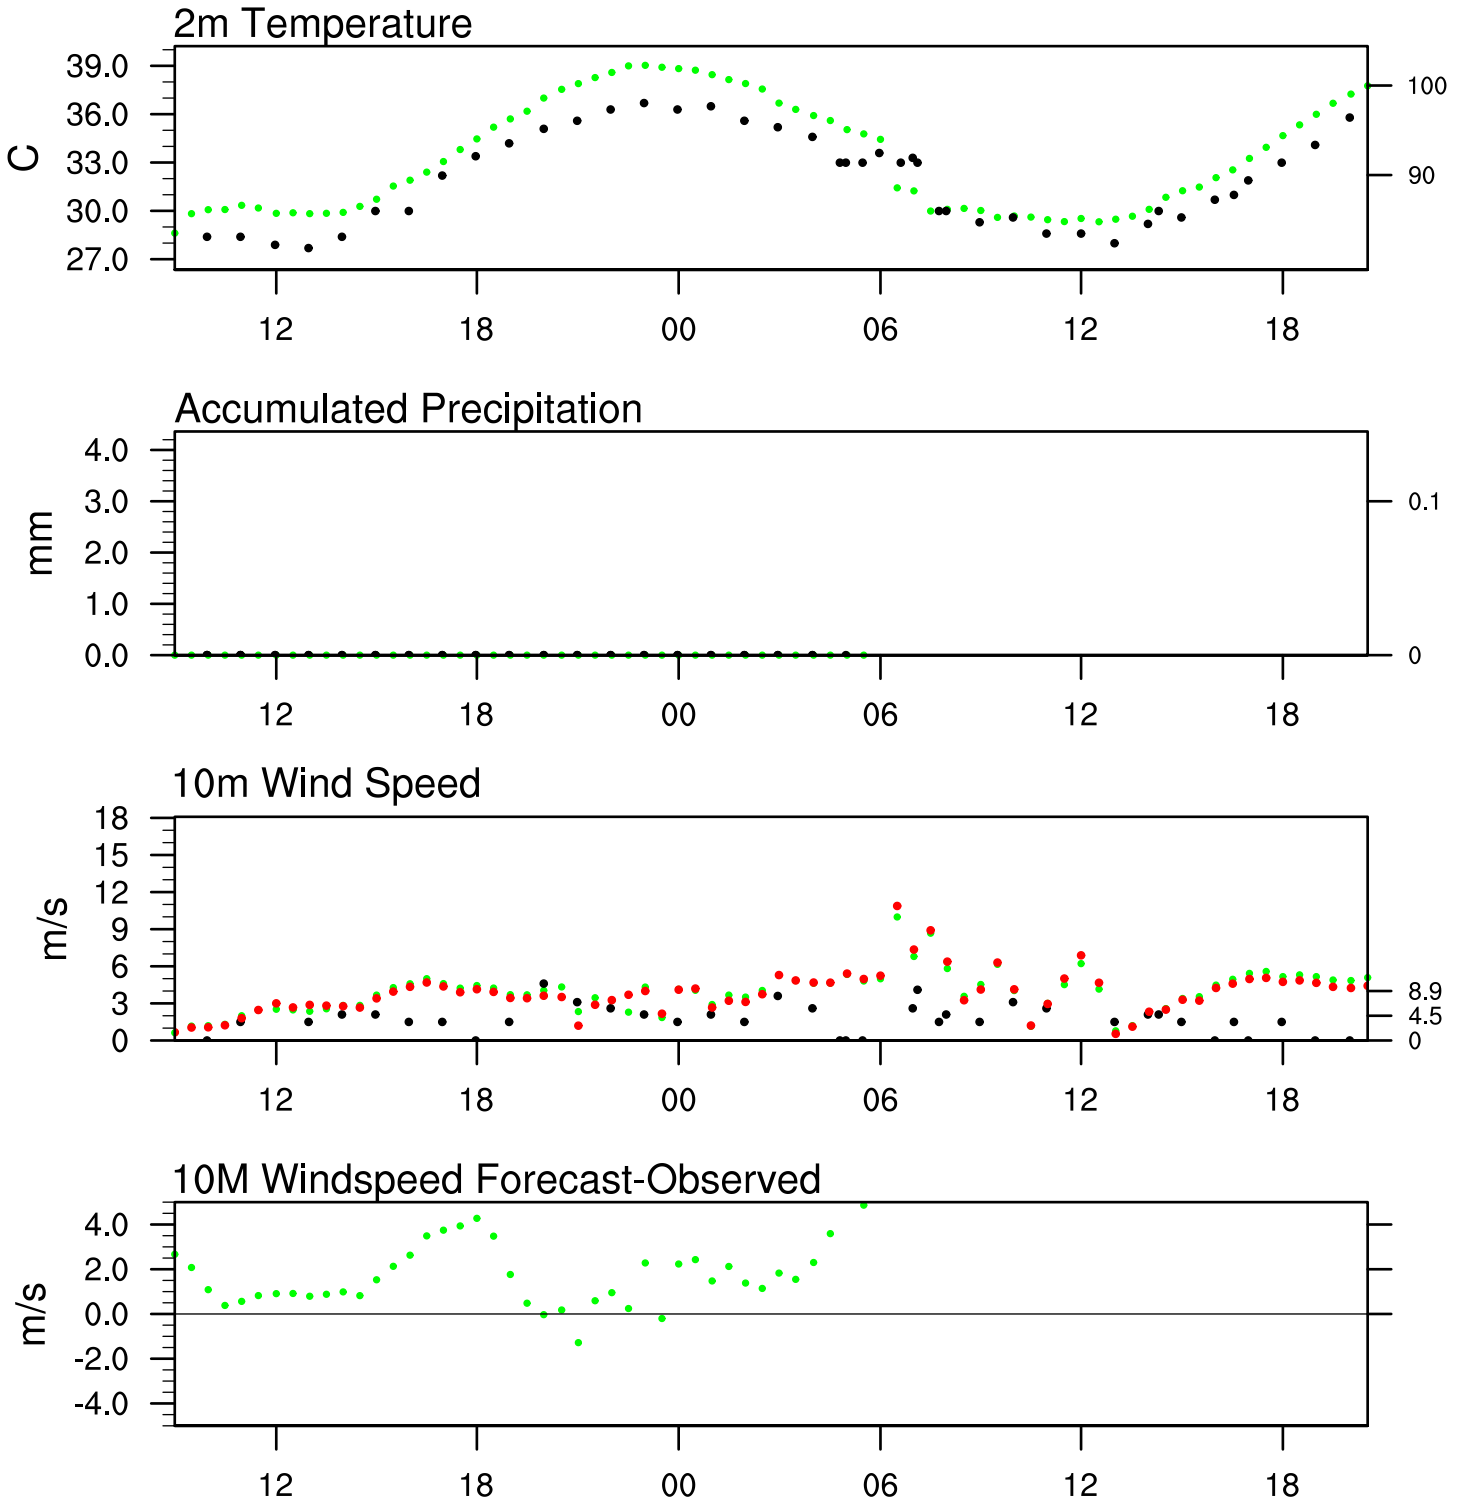 2m Temperature
39.0
36.0
33.0
30.0
27.0
C
100
90
12 18 00 06 12 18
Accumulated Precipitation
4.0
3.0
2.0
1.0
0.0
mm
0.1
0
12 18 00 06 12 18
10m Wind Speed
18
15
12
9
6
3
0
m/s
8.9
4.5
0
12 18 00 06 12 18
10M Windspeed Forecast-Observed
4.0
2.0
0.0
-2.0
-4.0
m/s
12 18 00 06 12 18